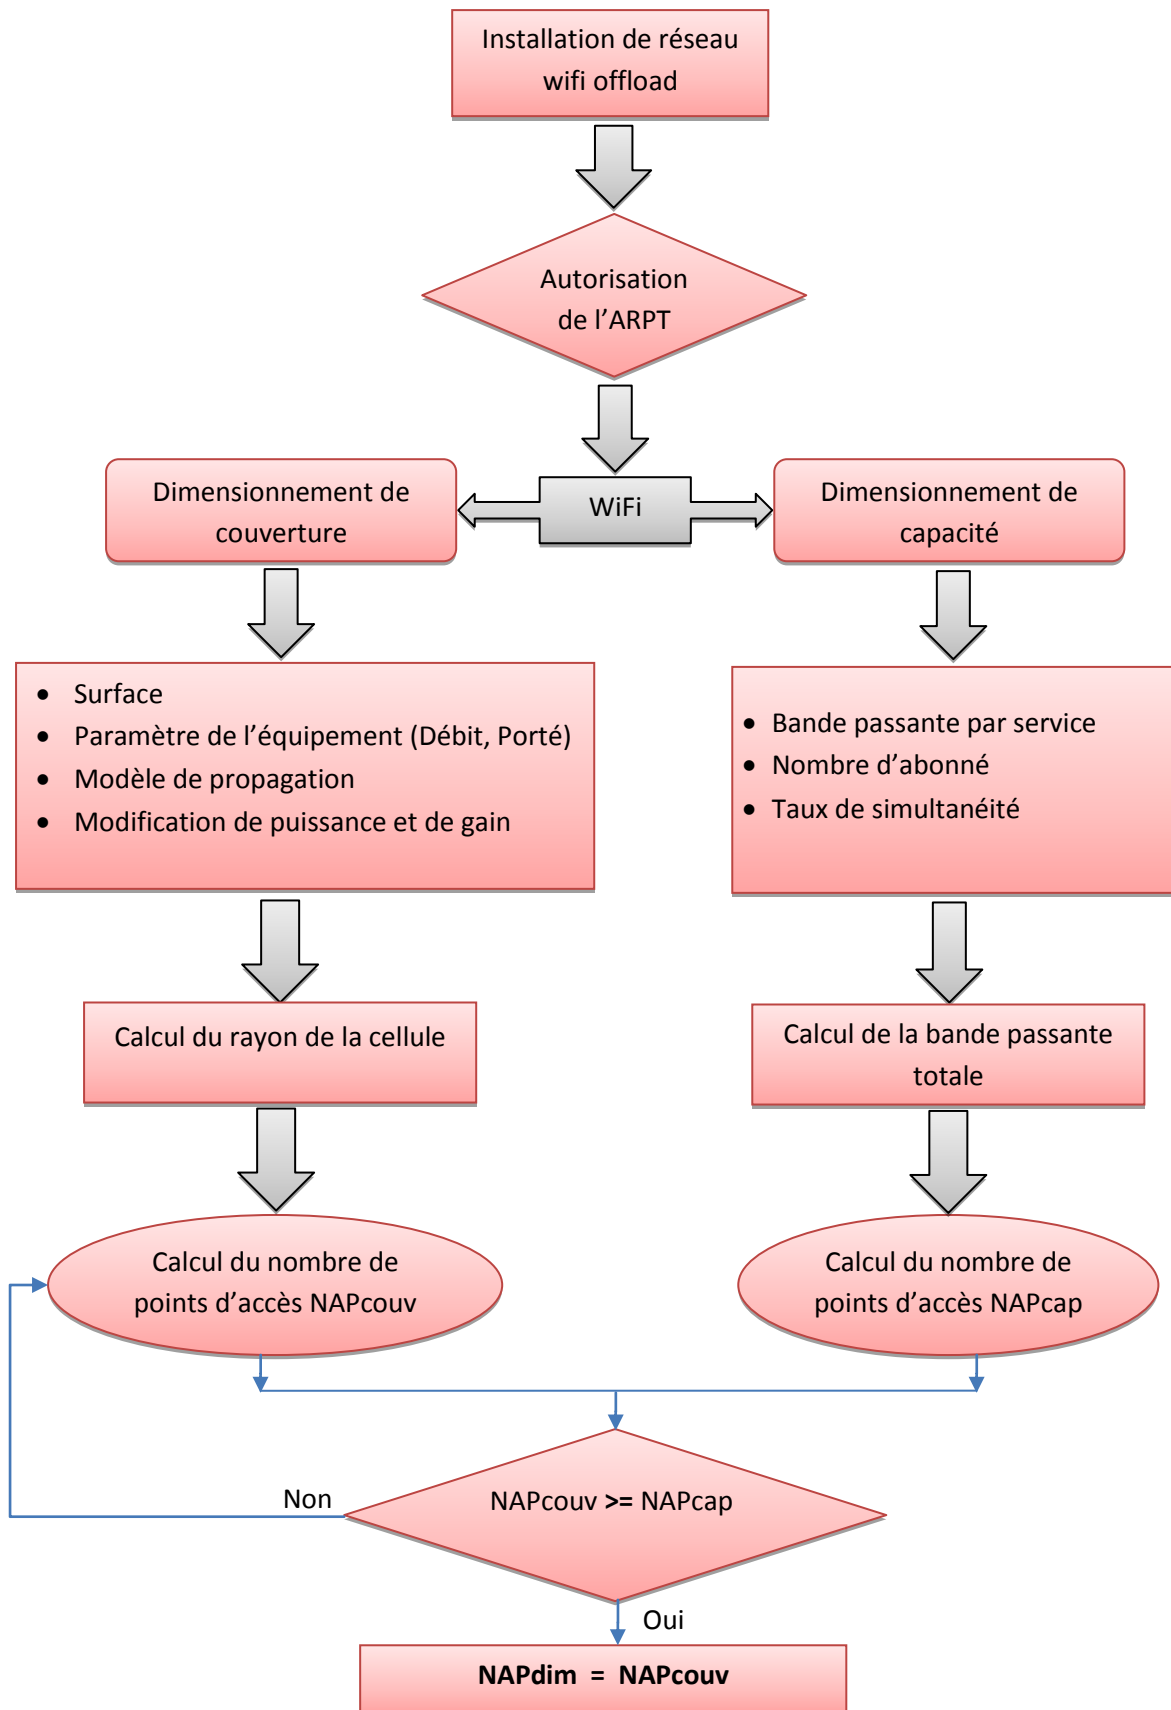 Installation de réseau
wifi offload
Autorisation
de l’ARPT
Dimensionnement de
couverture
WiFi
Dimensionnement de
capacité
• Surface
• Paramètre de l’équipement (Débit, Porté)
• Modèle de propagation
• Modification de puissance et de gain
• Bande passante par service
• Nombre d’abonné
• Taux de simultanéité
Calcul du rayon de la cellule
Calcul de la bande passante
totale
Calcul du nombre de
points d’accès NAPcouv
Calcul du nombre de
points d’accès NAPcap
Non
NAPcouv >= NAPcap
Oui
NAPdim = NAPcouv